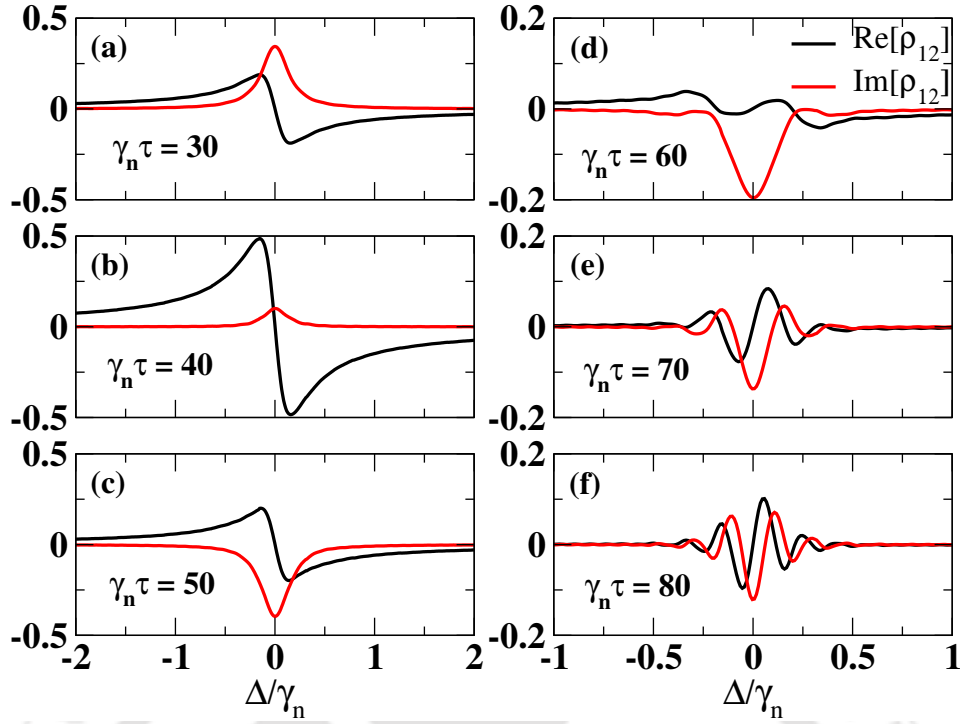 0.5
(a)
0
γₙτ = 30
-0.5
0.5
(b)
0
γₙτ = 40
-0.5
0.5
(c)
0
γₙτ = 50
-0.5
-2 -1 0 1 2
Δ/γₙ
0.2
(d)
Re[ρ₁₂]
Im[ρ₁₂]
0
γₙτ = 60
-0.2
0.2
(e)
0
γₙτ = 70
-0.2
0.2
(f)
0
γₙτ = 80
-0.2
-1 -0.5 0 0.5 1
Δ/γₙ